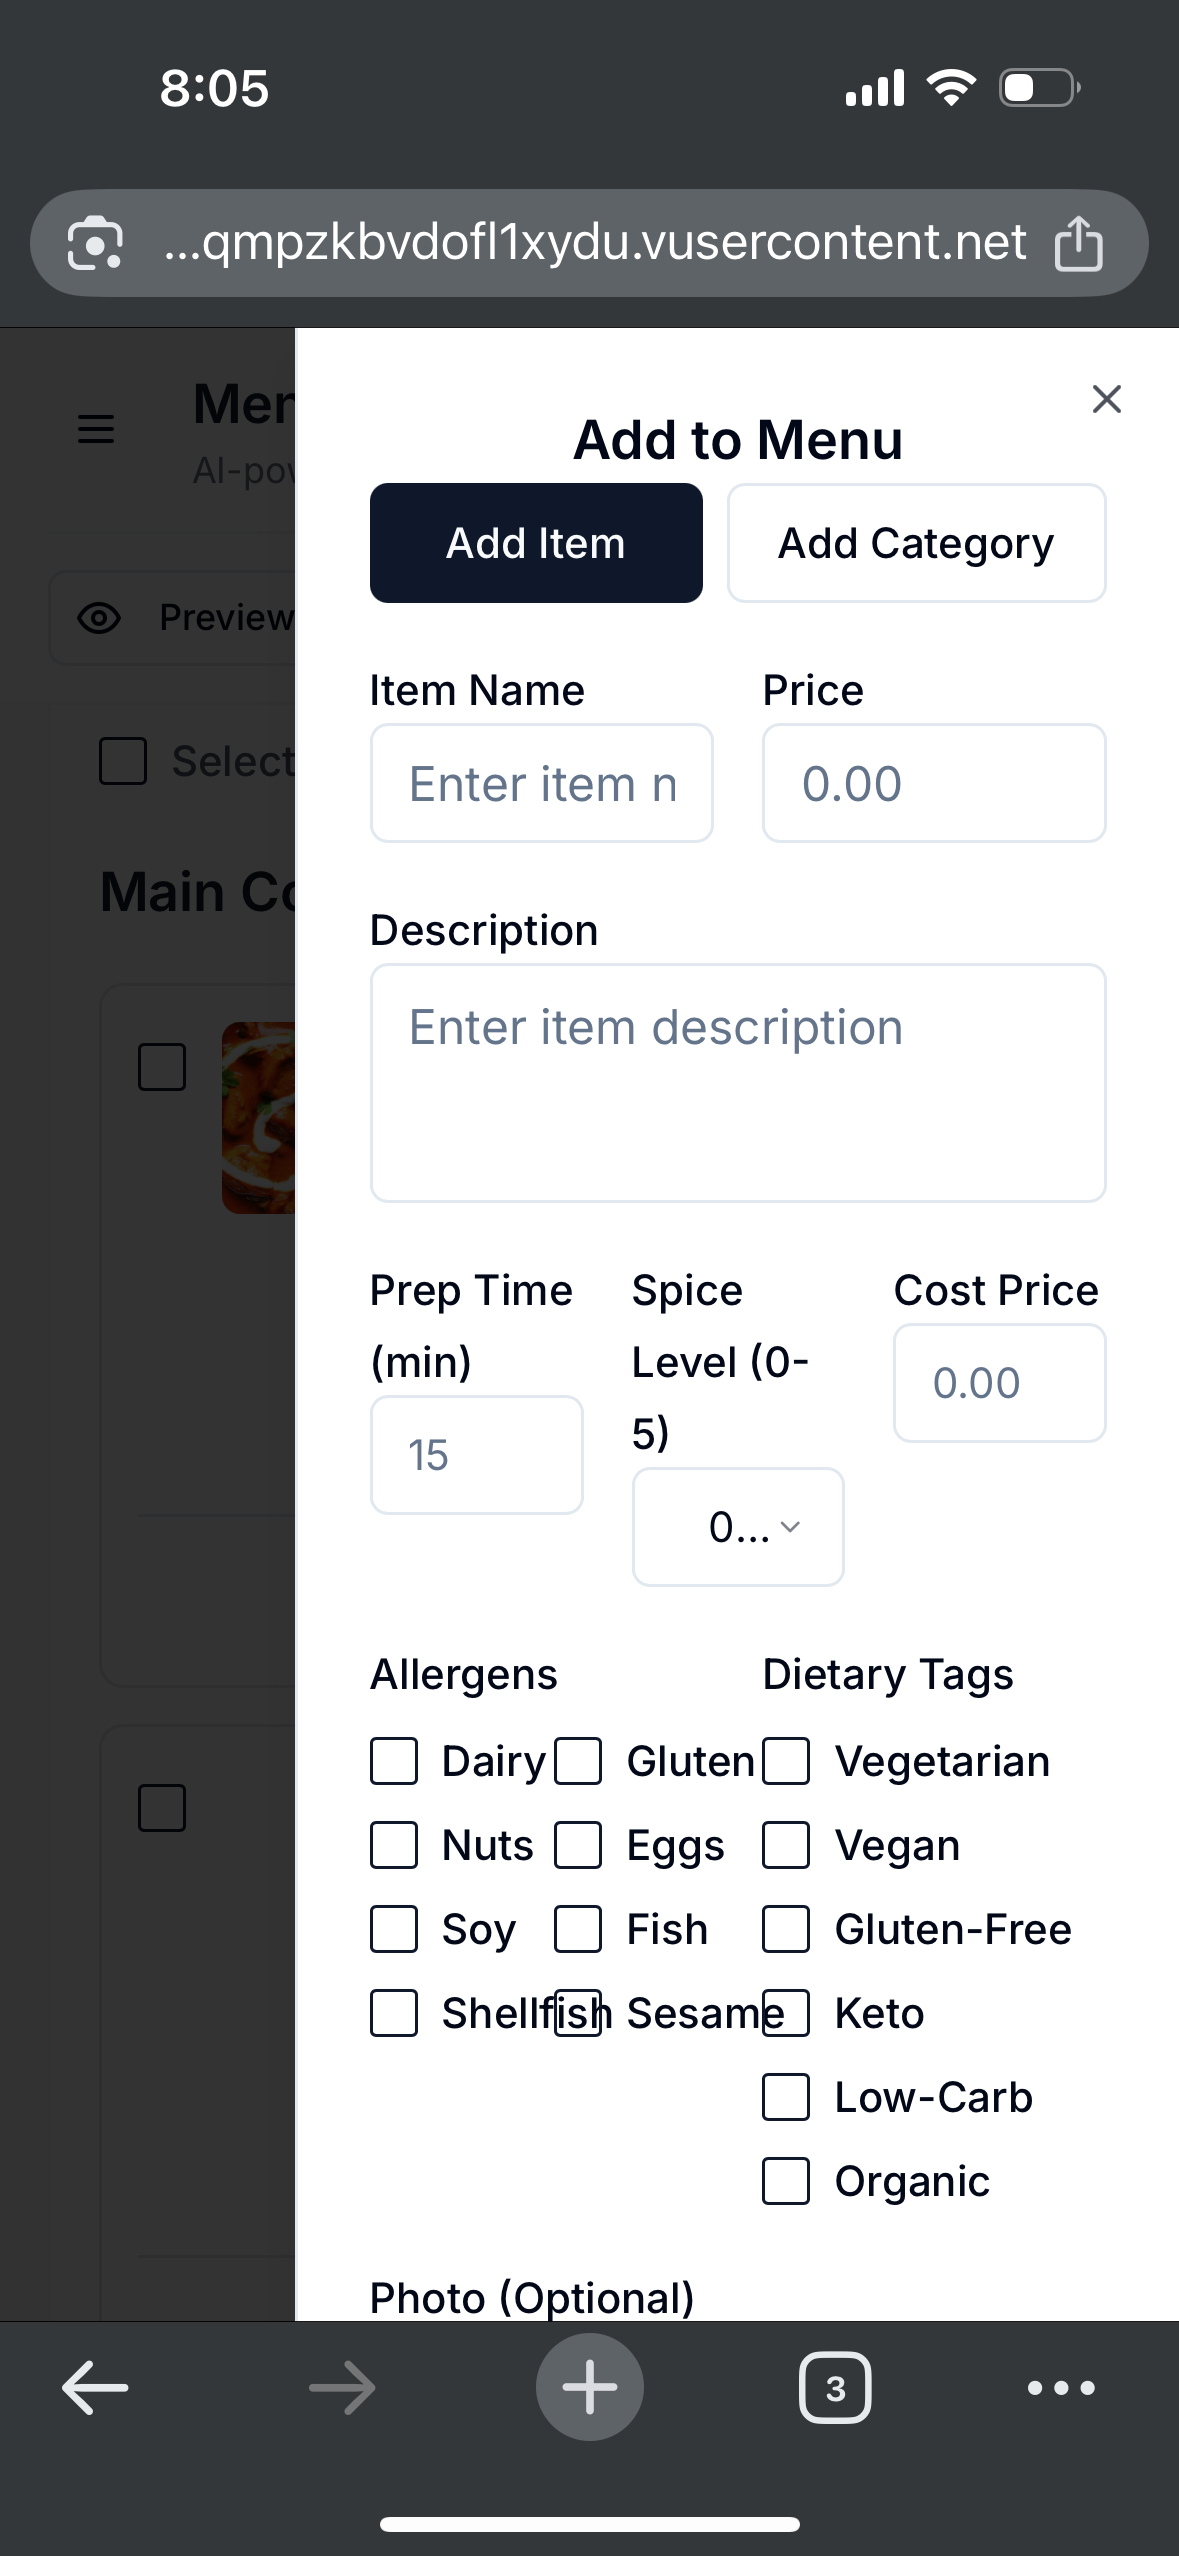 8:05
...qmpzkbvdofl1xydu.vusercontent.net
Men
AI-pow
Add to Menu
Add Item
Add Category
Preview
Item Name
Price
Enter item n
0.00
Select
Main Co
Description
Enter item description
Prep Time
(min)
15
Spice
Level (0-
5)
0...
Cost Price
0.00
Allergens
Dietary Tags
Dairy
Gluten
Vegetarian
Nuts
Eggs
Vegan
Soy
Fish
Gluten-Free
Shellfish
Sesame
Keto
Low-Carb
Organic
Photo (Optional)
3